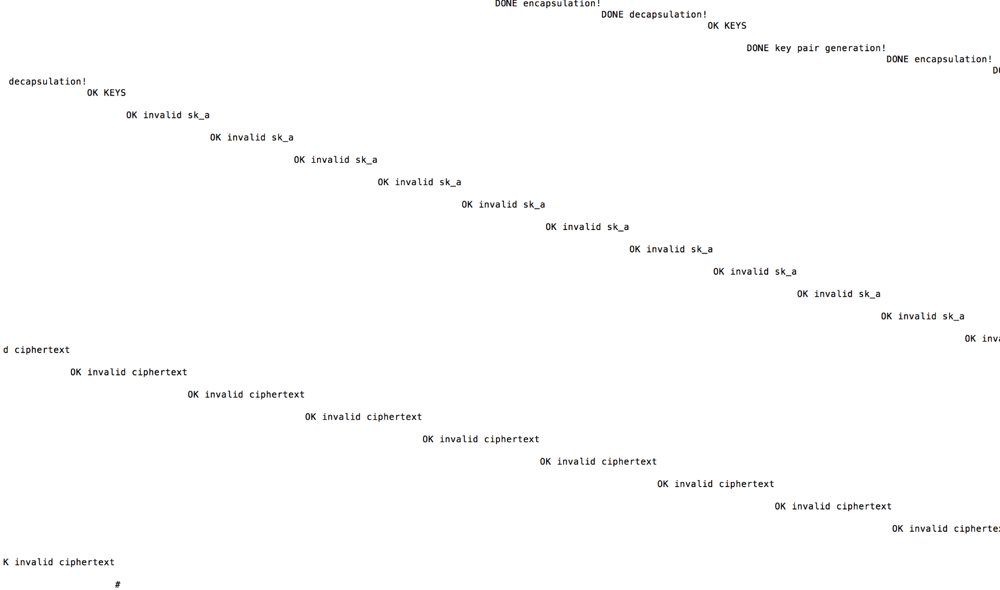 DONE encapsulation!
DONE decapsulation!
OK KEYS
DONE key pair generation!
DONE encapsulation!
decapsulation!
OK KEYS
OK invalid sk_a
OK invalid sk_a
OK invalid sk_a
OK invalid sk_a
OK invalid sk_a
OK invalid sk_a
OK invalid sk_a
OK invalid sk_a
OK invalid sk_a
OK invalid sk_a
OK inva
d ciphertext
OK invalid ciphertext
OK invalid ciphertext
OK invalid ciphertext
OK invalid ciphertext
OK invalid ciphertext
OK invalid ciphertext
OK invalid ciphertext
OK invalid cipherte
K invalid ciphertext
#